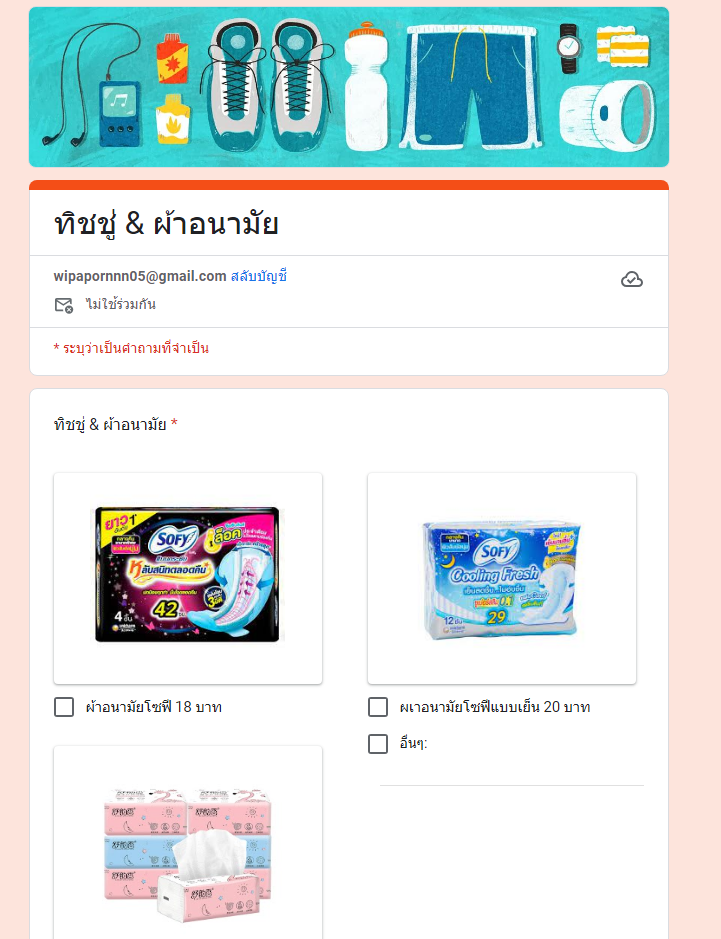 ทิชชู่ & ผ้าอนามัย
wipapornnn05@gmail.com สลับบัญชี
ไม่ใช้ร่วมกัน
* ระบุว่าเป็นคำถามที่จำเป็น
ทิชชู่ & ผ้าอนามัย *
ยาว 1
SOFY
หลับสนิทตลอดคืน
42
4 ชิ้น
SOFY
Cooling Fresh
29
12 ชิ้น
ผ้าอนามัยโซฟี 18 บาท
ผเาอนามัยโซฟีแบบเย็น 20 บาท
อื่นๆ: